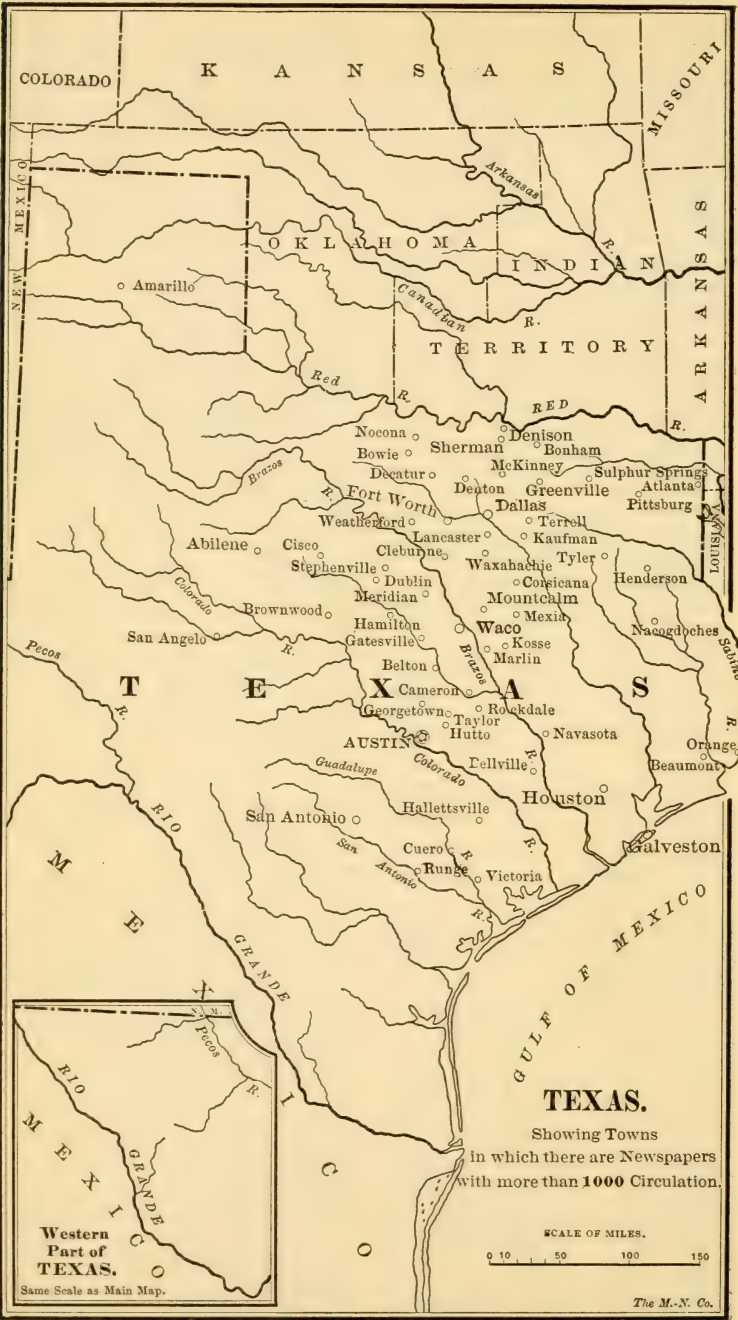 COLORADO
KANSAS
MISSOURI
NEW MEXICO
Arkansas
R.
ARKANSAS
OKLAHOMA
INDIAN
TERRITORY
Amarillo
Canadian
R.
Red
R.
RED
R.
Nocona
Denison
Bowie
Sherman
Bonham
Decatur
McKinney
Sulphur Springs
Denton
Greenville
Atlanta
Brazos
R.
Fort Worth
Dallas
Pittsburg
LOUISIANA
Weatherford
Terrell
Lancaster
Kaufman
Abilene
Cisco
Cleburne
Waxahachie
Tyler
Stephenville
Dublin
Corsicana
Henderson
Meridian
Mountcalm
Colorado
R.
Brownwood
Hamilton
Mexia
Nacogdoches
San Angelo
Gatesville
Waco
Kosse
Marlin
Sabine
R.
Pecos
R.
Belton
Brazos
R.
TEXAS
Cameron
Georgetown
Rockdale
Taylor
Hutto
Navasota
Orange
Beaumont
AUSTIN
Colorado
R.
Bellville
Guadalupe
R.
Houston
San Antonio
Hallettsville
Galveston
San Antonio
R.
Cuero
Runge
Victoria
RIO GRANDE
MEXICO
GULF OF MEXICO
N. M.
Pecos
R.
RIO GRANDE
MEXICO
Western
Part of
TEXAS.
Same Scale as Main Map.
TEXAS.
Showing Towns
in which there are Newspapers
with more than 1000 Circulation.
SCALE OF MILES.
0 10 50 100 150
The M.-N. Co.